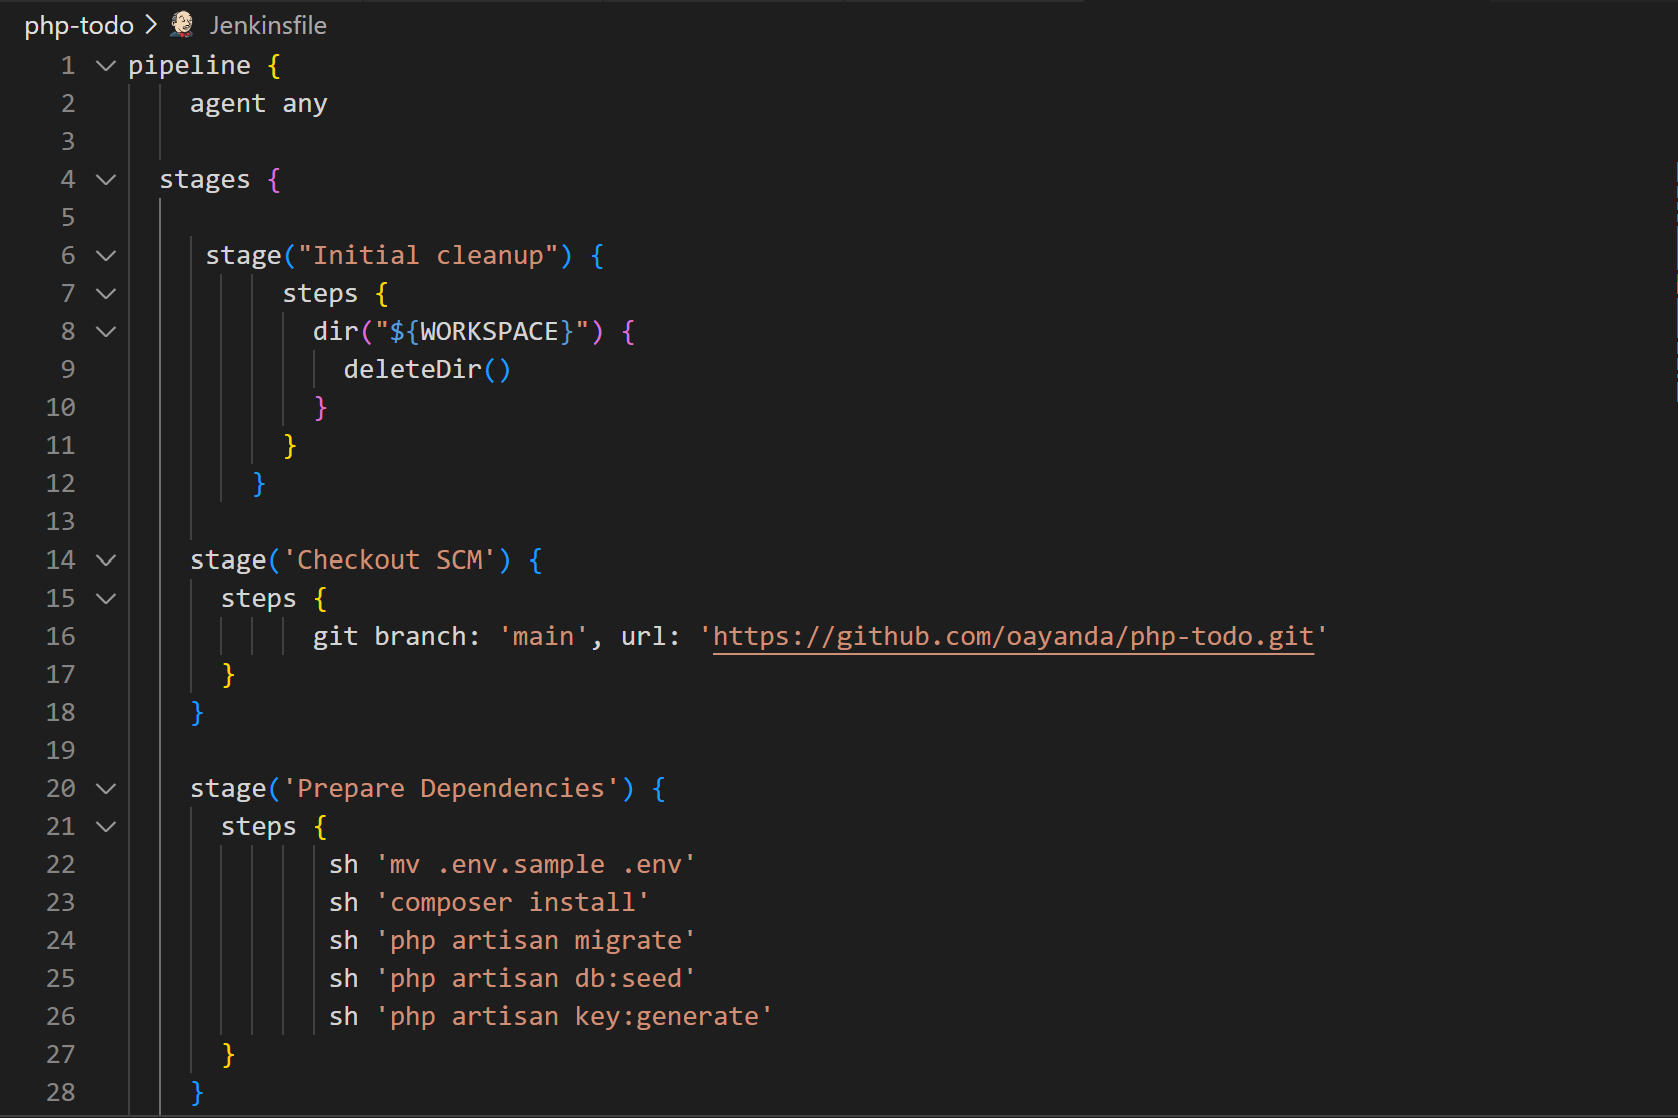 php-todo > Jenkinsfile
1 pipeline {
2     agent any
3
4   stages {
5
6      stage("Initial cleanup") {
7           steps {
8             dir("${WORKSPACE}") {
9               deleteDir()
10             }
11           }
12         }
13
14     stage('Checkout SCM') {
15       steps {
16             git branch: 'main', url: 'https://github.com/oayanda/php-todo.git'
17       }
18     }
19
20     stage('Prepare Dependencies') {
21       steps {
22              sh 'mv .env.sample .env'
23              sh 'composer install'
24              sh 'php artisan migrate'
25              sh 'php artisan db:seed'
26              sh 'php artisan key:generate'
27       }
28     }